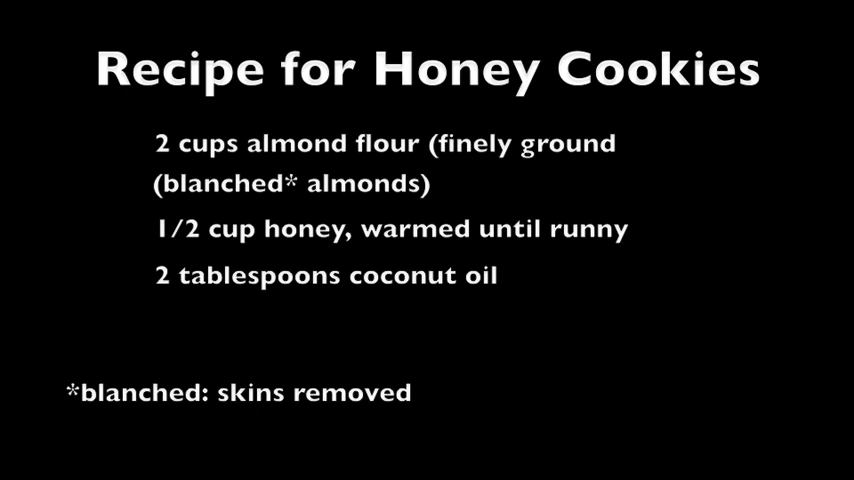 Recipe for Honey Cookies
2 cups almond flour (finely ground
(blanched* almonds)
1/2 cup honey, warmed until runny
2 tablespoons coconut oil
*blanched: skins removed